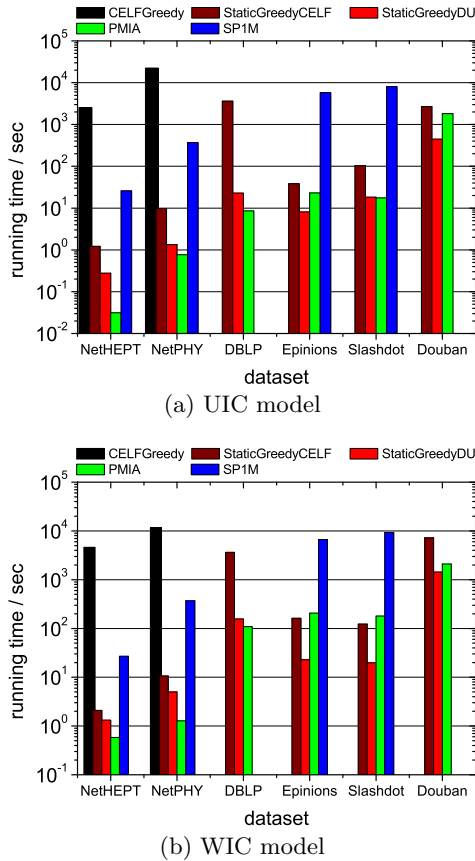 CELFGreedy StaticGreedyCELF StaticGreedyDU
PMIA SP1M
10^5
10^4
10^3
10^2
10^1
10^0
10^-1
10^-2
running time / sec
NetHEPT NetPHY DBLP Epinions Slashdot Douban
dataset
(a) UIC model
CELFGreedy StaticGreedyCELF StaticGreedyDU
PMIA SP1M
10^5
10^4
10^3
10^2
10^1
10^0
10^-1
running time / sec
NetHEPT NetPHY DBLP Epinions Slashdot Douban
dataset
(b) WIC model